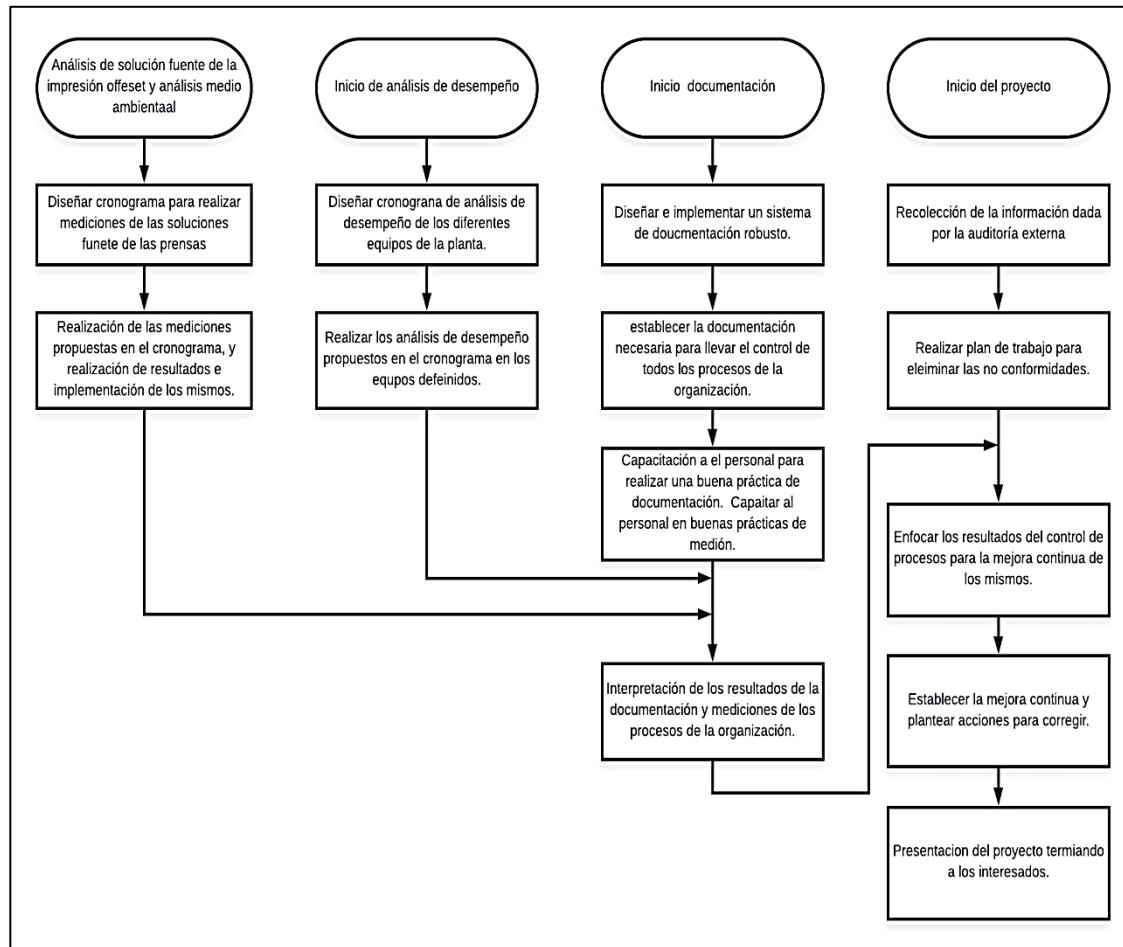 Análisis de solución fuente de la
impresión offeset y análisis medio
ambientaal
Diseñar cronograma para realizar
mediciones de las soluciones
funete de las prensas
Realización de las mediciones
propuestas en el cronograma, y
realización de resultados e
implementación de los mismos.
Inicio de análisis de desempeño
Diseñar cronograna de análisis de
desempeño de los diferentes
equipos de la planta.
Realizar los análisis de desempeño
propuestos en el cronograma en los
equpos defeinidos.
Inicio documentación
Diseñar e implementar un sistema
de doucmentación robusto.
establecer la documentación
necesaria para llevar el control de
todos los procesos de la
organización.
Capacitación a el personal para
realizar una buena práctica de
documentación. Capaitar al
personal en buenas prácticas de
medión.
Interpretación de los resultados de la
documentación y mediciones de los
procesos de la organización.
Inicio del proyecto
Recolección de la información dada
por la auditoría externa
Realizar plan de trabajo para
eleiminar las no conformidades.
Enfocar los resultados del control de
procesos para la mejora continua de
los mismos.
Establecer la mejora continua y
plantear acciones para corregir.
Presentacion del proyecto termiando
a los interesados.